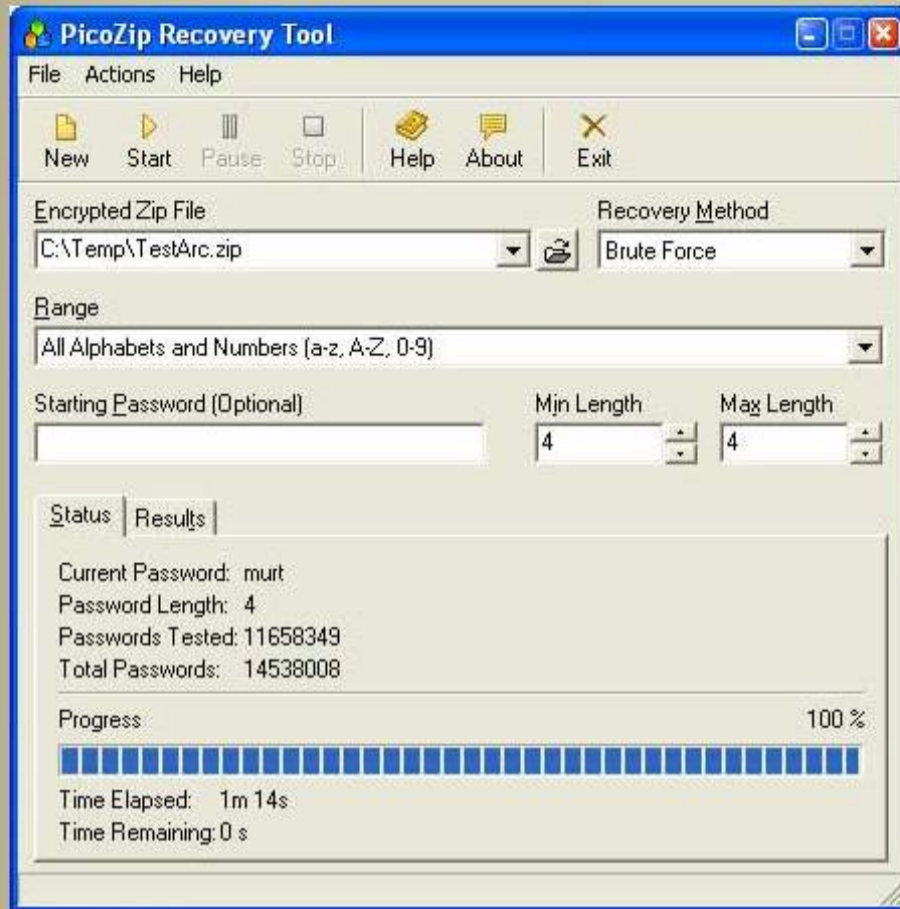 PicoZip Recovery Tool
File Actions Help
New Start Pause Stop Help About Exit
Encrypted Zip File Recovery Method
C:\Temp\TestArc.zip Brute Force
Range
All Alphabets and Numbers (a-z, A-Z, 0-9)
Starting Password (Optional) Min Length Max Length
4 4
Status Results
Current Password: murt
Password Length: 4
Passwords Tested: 11658349
Total Passwords: 14538008
Progress 100 %
Time Elapsed: 1m 14s
Time Remaining: 0 s